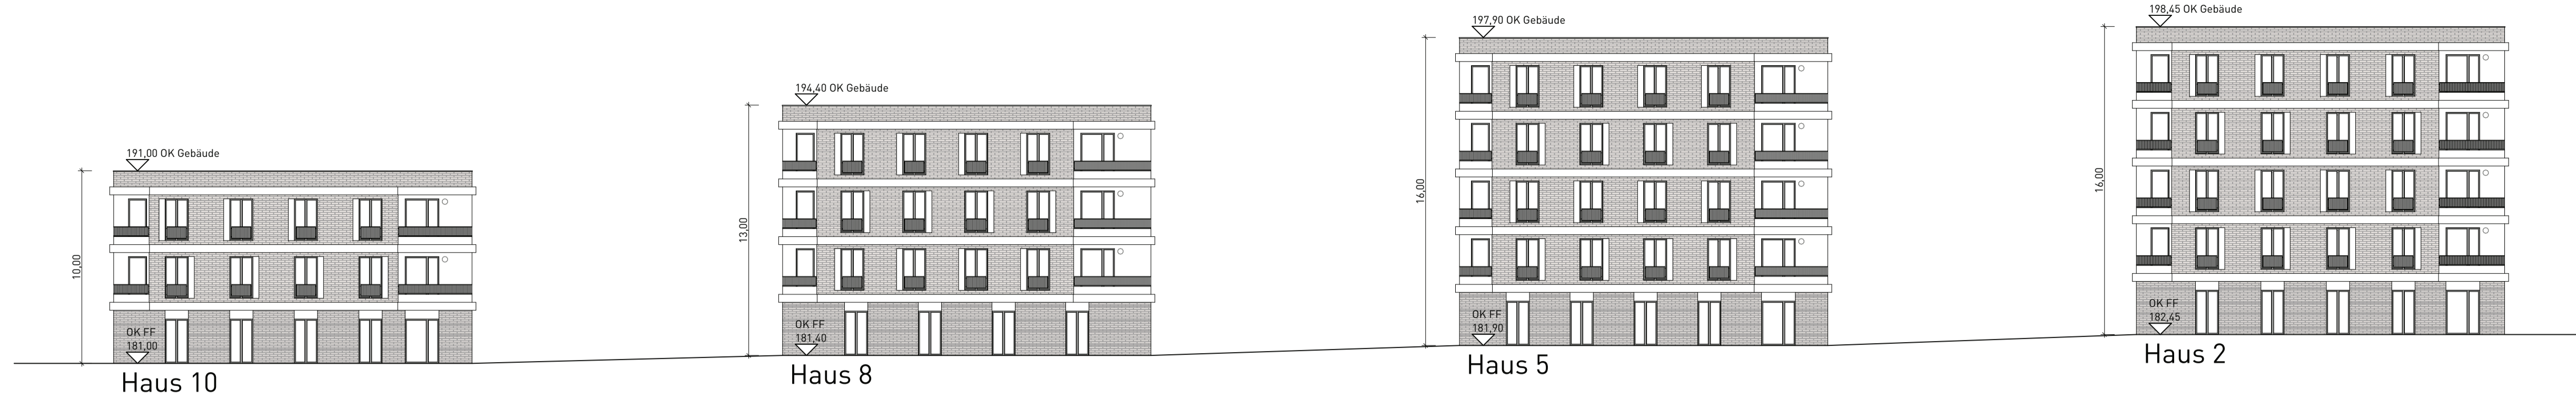 191,00 OK Gebäude
10,00
OK FF
181,00
Haus 10
194,40 OK Gebäude
13,00
OK FF
181,40
Haus 8
197,90 OK Gebäude
16,00
OK FF
181,90
Haus 5
198,45 OK Gebäude
16,00
OK FF
182,45
Haus 2